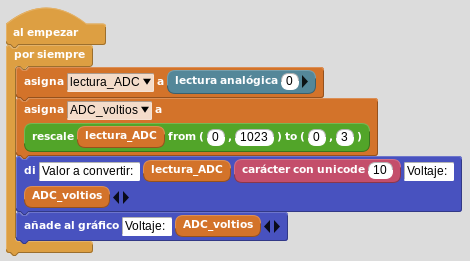 al empezar
por siempre
asigna lectura_ADC a lectura analógica 0
asigna ADC_voltios a
rescale lectura_ADC from ( 0 , 1023 ) to ( 0 , 3 )
di Valor a convertir: lectura_ADC carácter con unicode 10 Voltaje:
ADC_voltios
añade al gráfico Voltaje: ADC_voltios